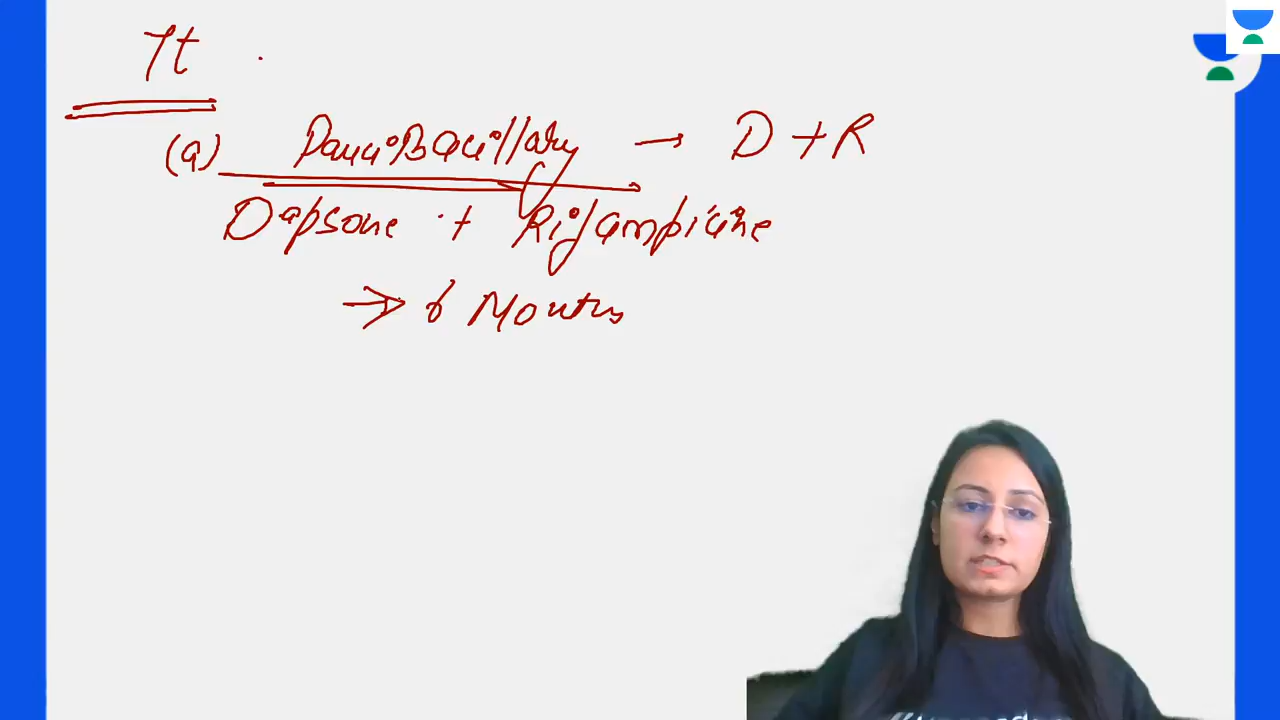 Tt
(a) PauciBacillary → D + R
Dapsone + Rifampicine
→ 6 Months